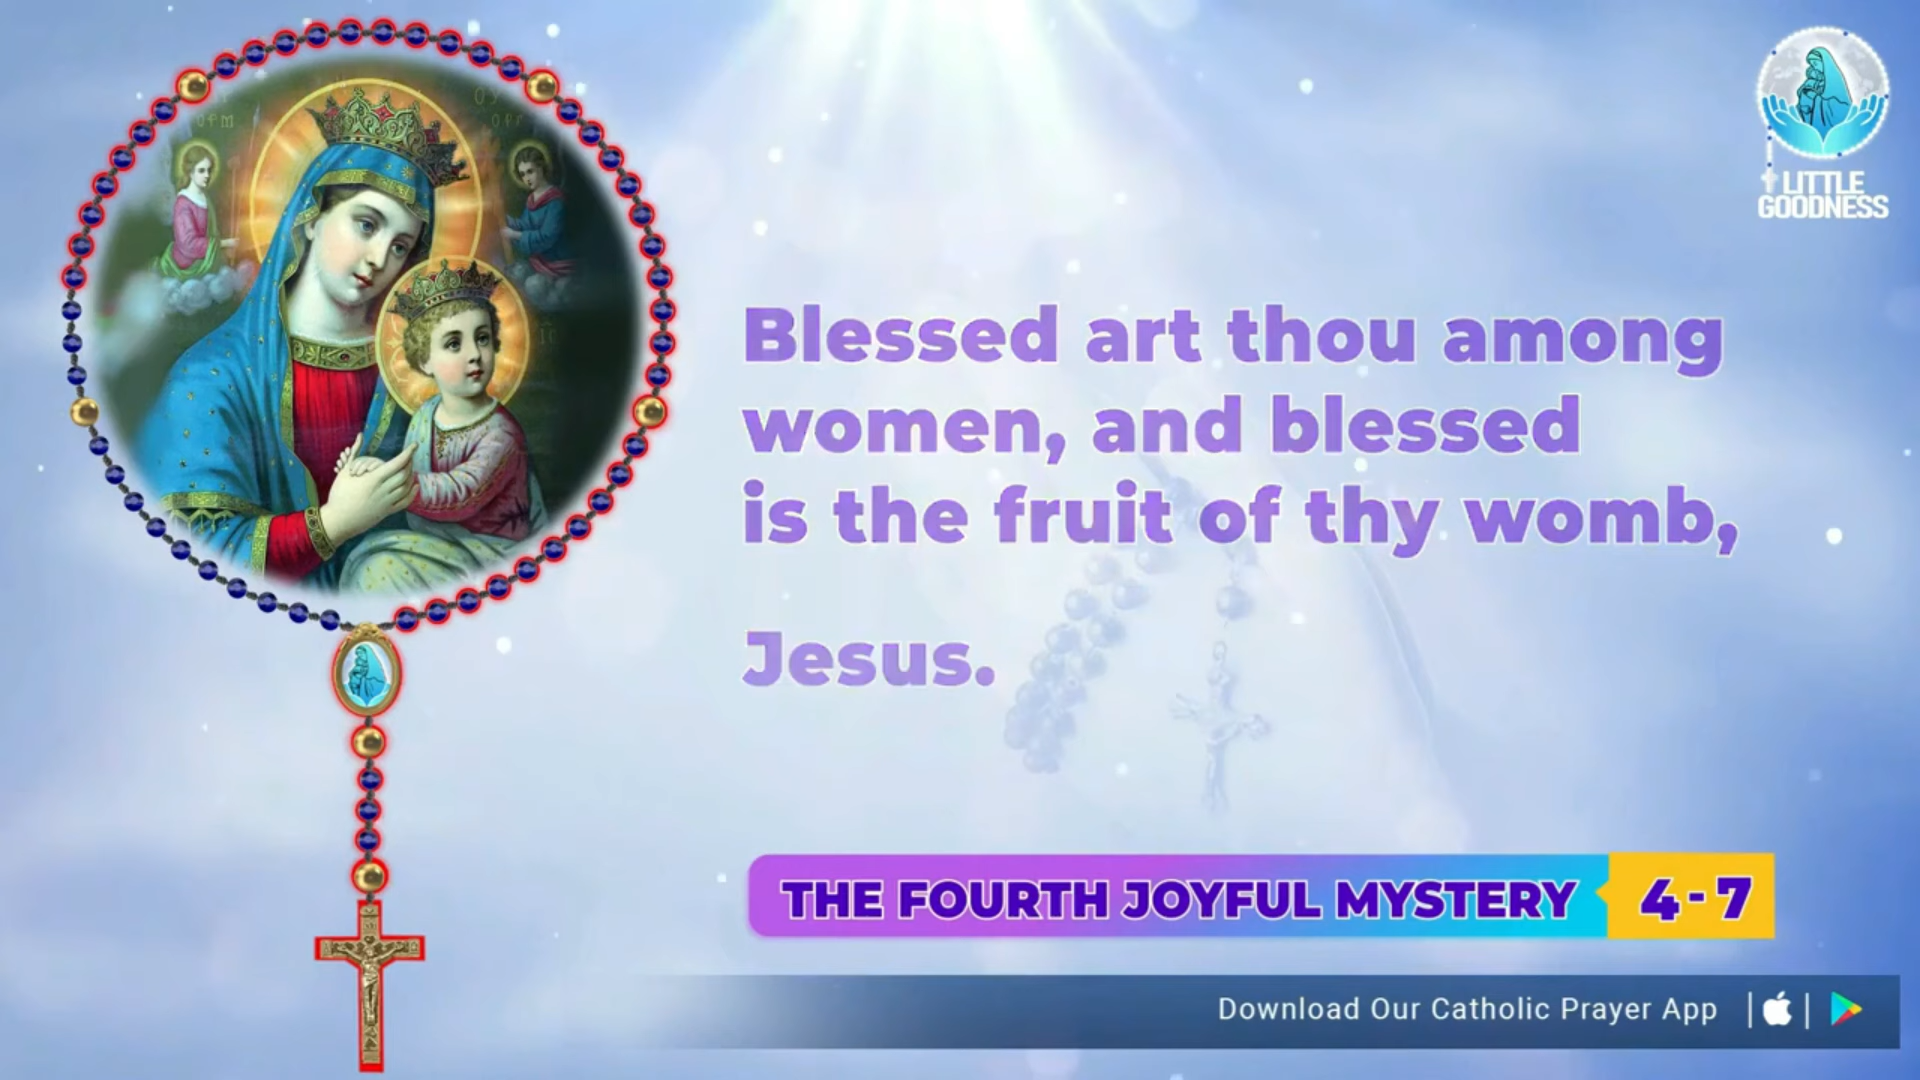 LITTLE
GOODNESS
Blessed art thou among
women, and blessed
is the fruit of thy womb,
Jesus.
THE FOURTH JOYFUL MYSTERY 4-7
Download Our Catholic Prayer App